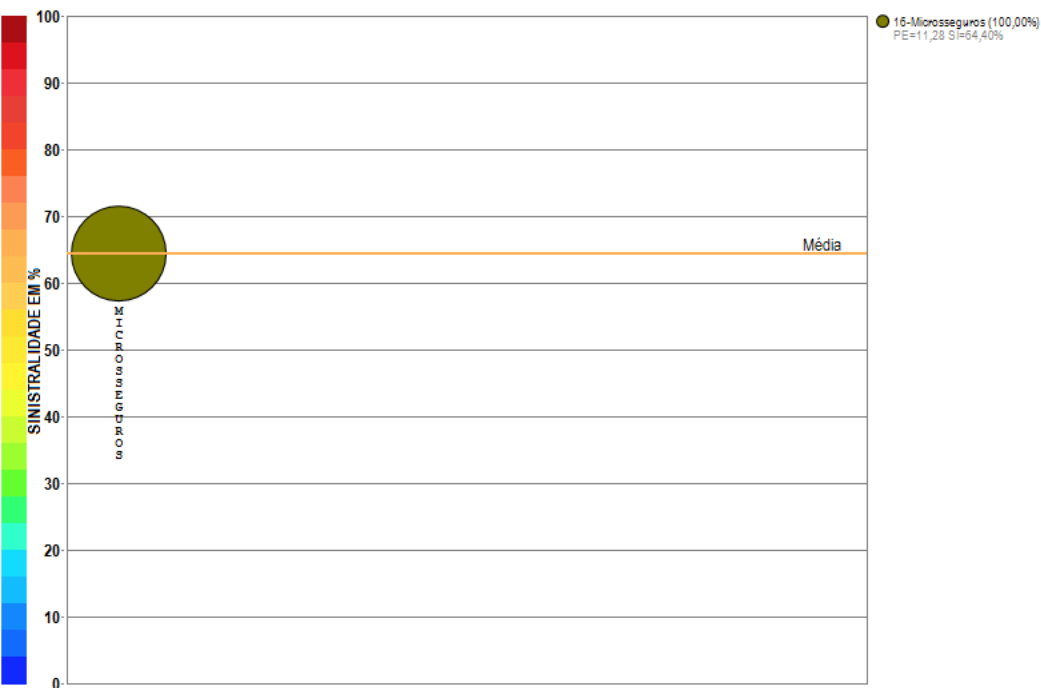 100
90
80
70
60
50
40
30
20
10
0
SINISTRALIDADE EM %
Média
MICROSSEGUROS
16-Microsseguros (100,00%)
PE=11,28 SI=64,40%